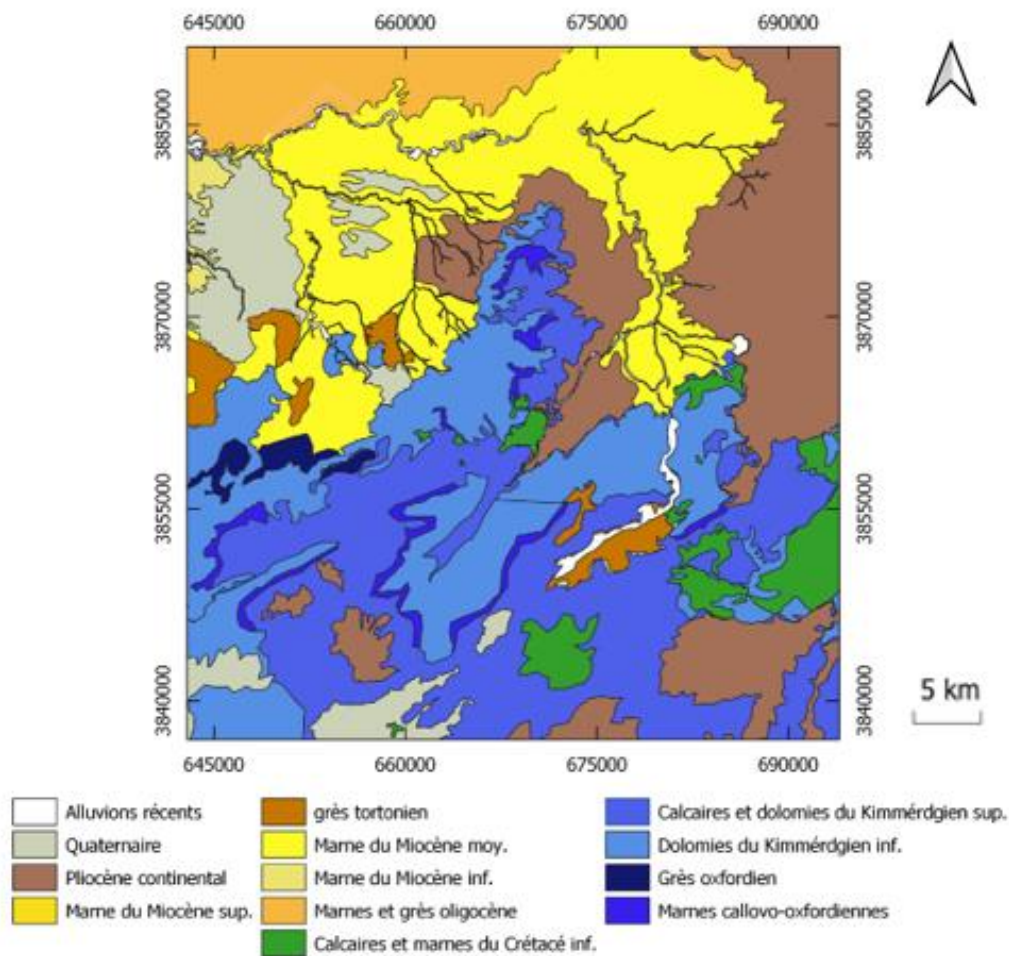 645000 660000 675000 690000
3885000 3885000
3870000 3870000
3855000 3855000
3840000 3840000
5 km
645000 660000 675000 690000
Alluvions récents grès tortonien Calcaires et dolomies du Kimmérdgien sup.
Quaternaire Marne du Miocène moy. Dolomies du Kimmérdgien inf.
Pliocène continental Marne du Miocène inf. Grès oxfordien
Marne du Miocène sup. Marnes et grès oligocène Marnes callovo-oxfordiennes
Calcaires et marnes du Crétacé inf.